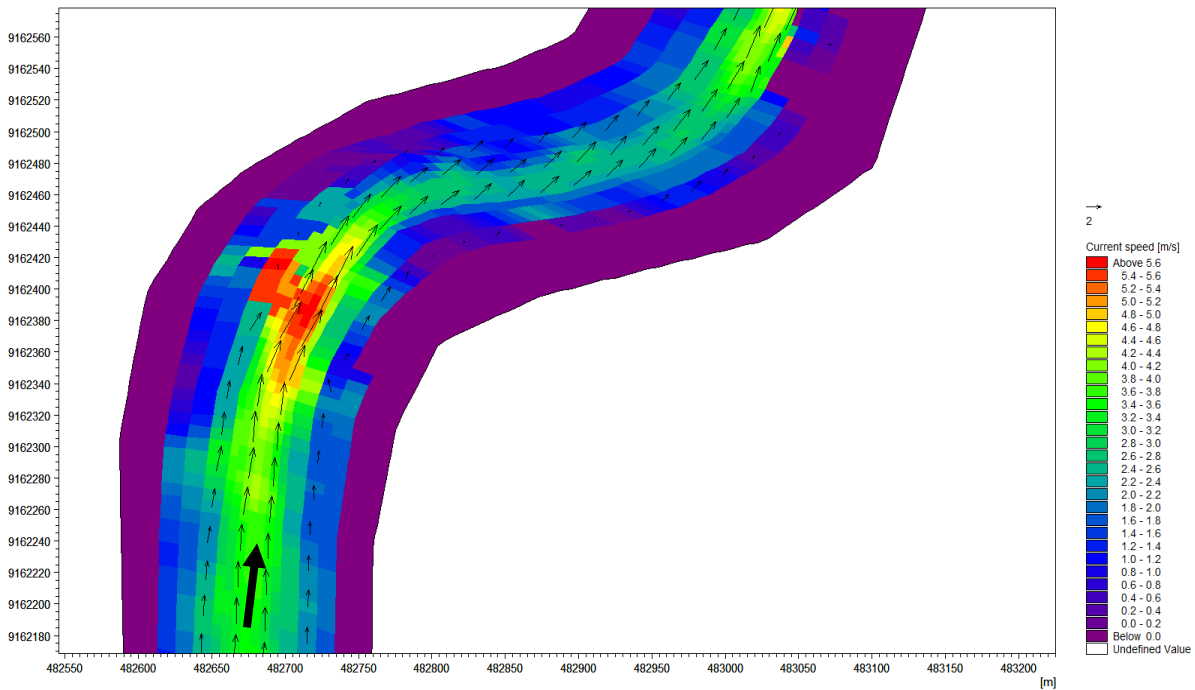 9162560
9162540
9162520
9162500
9162480
9162460
9162440
9162420
9162400
9162380
9162360
9162340
9162320
9162300
9162280
9162260
9162240
9162220
9162200
9162180
482550 482600 482650 482700 482750 482800 482850 482900 482950 483000 483050 483100 483150 483200
[m]
2
Current speed [m/s]
Above 5.6
5.4 - 5.6
5.2 - 5.4
5.0 - 5.2
4.8 - 5.0
4.6 - 4.8
4.4 - 4.6
4.2 - 4.4
4.0 - 4.2
3.8 - 4.0
3.6 - 3.8
3.4 - 3.6
3.2 - 3.4
3.0 - 3.2
2.8 - 3.0
2.6 - 2.8
2.4 - 2.6
2.2 - 2.4
2.0 - 2.2
1.8 - 2.0
1.6 - 1.8
1.4 - 1.6
1.2 - 1.4
1.0 - 1.2
0.8 - 1.0
0.6 - 0.8
0.4 - 0.6
0.2 - 0.4
0.0 - 0.2
Below 0.0
Undefined Value